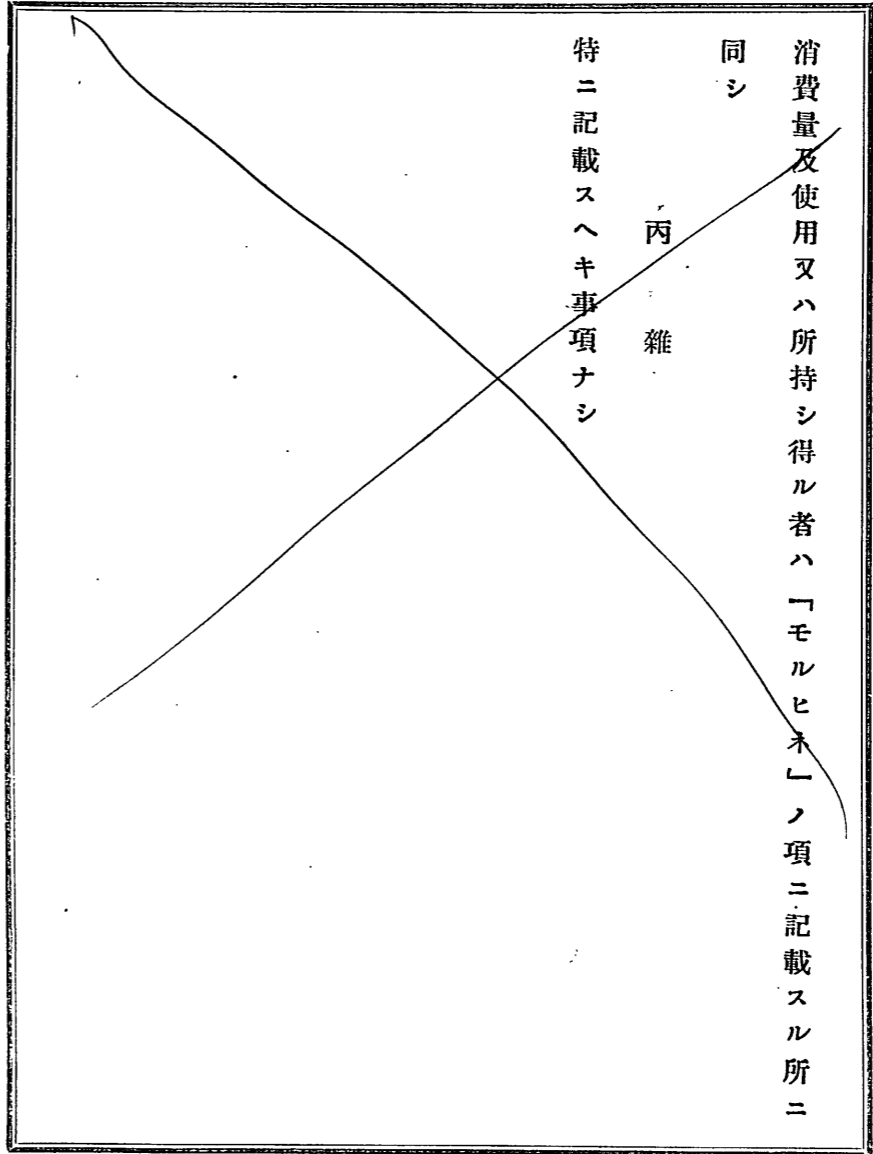 消費量及使用又ハ所持シ得ル者ハ「モルヒネ」ノ項ニ記載スル所ニ
同シ
丙　雜
特ニ記載スヘキ事項ナシ